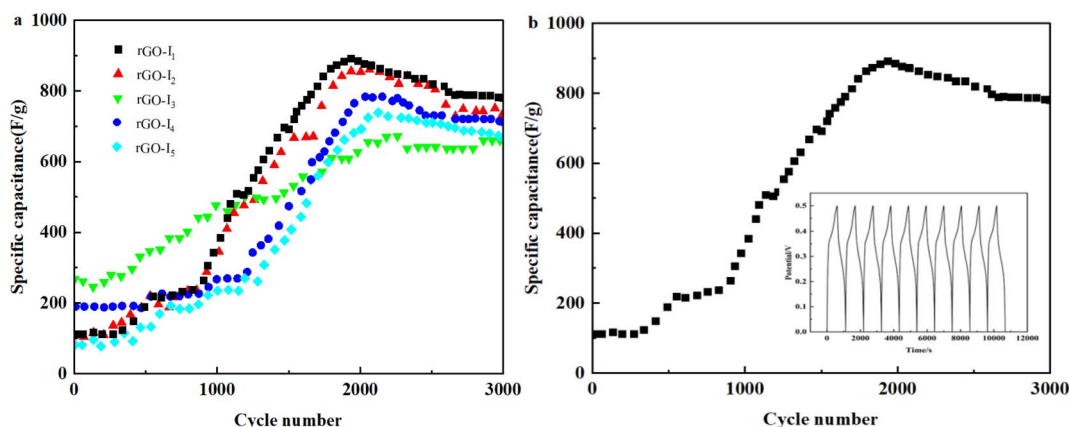 a
1000
800
600
400
200
0
Specific capacitance(F/g)
rGO-I₁
rGO-I₂
rGO-I₃
rGO-I₄
rGO-I₅
0 1000 2000 3000
Cycle number
b
1000
800
600
400
200
0
Specific capacitance(F/g)
0 1000 2000 3000
Cycle number
0.5
0.4
0.3
0.2
0.1
0.0
Potential/V
0 2000 4000 6000 8000 10000 12000
Time/s